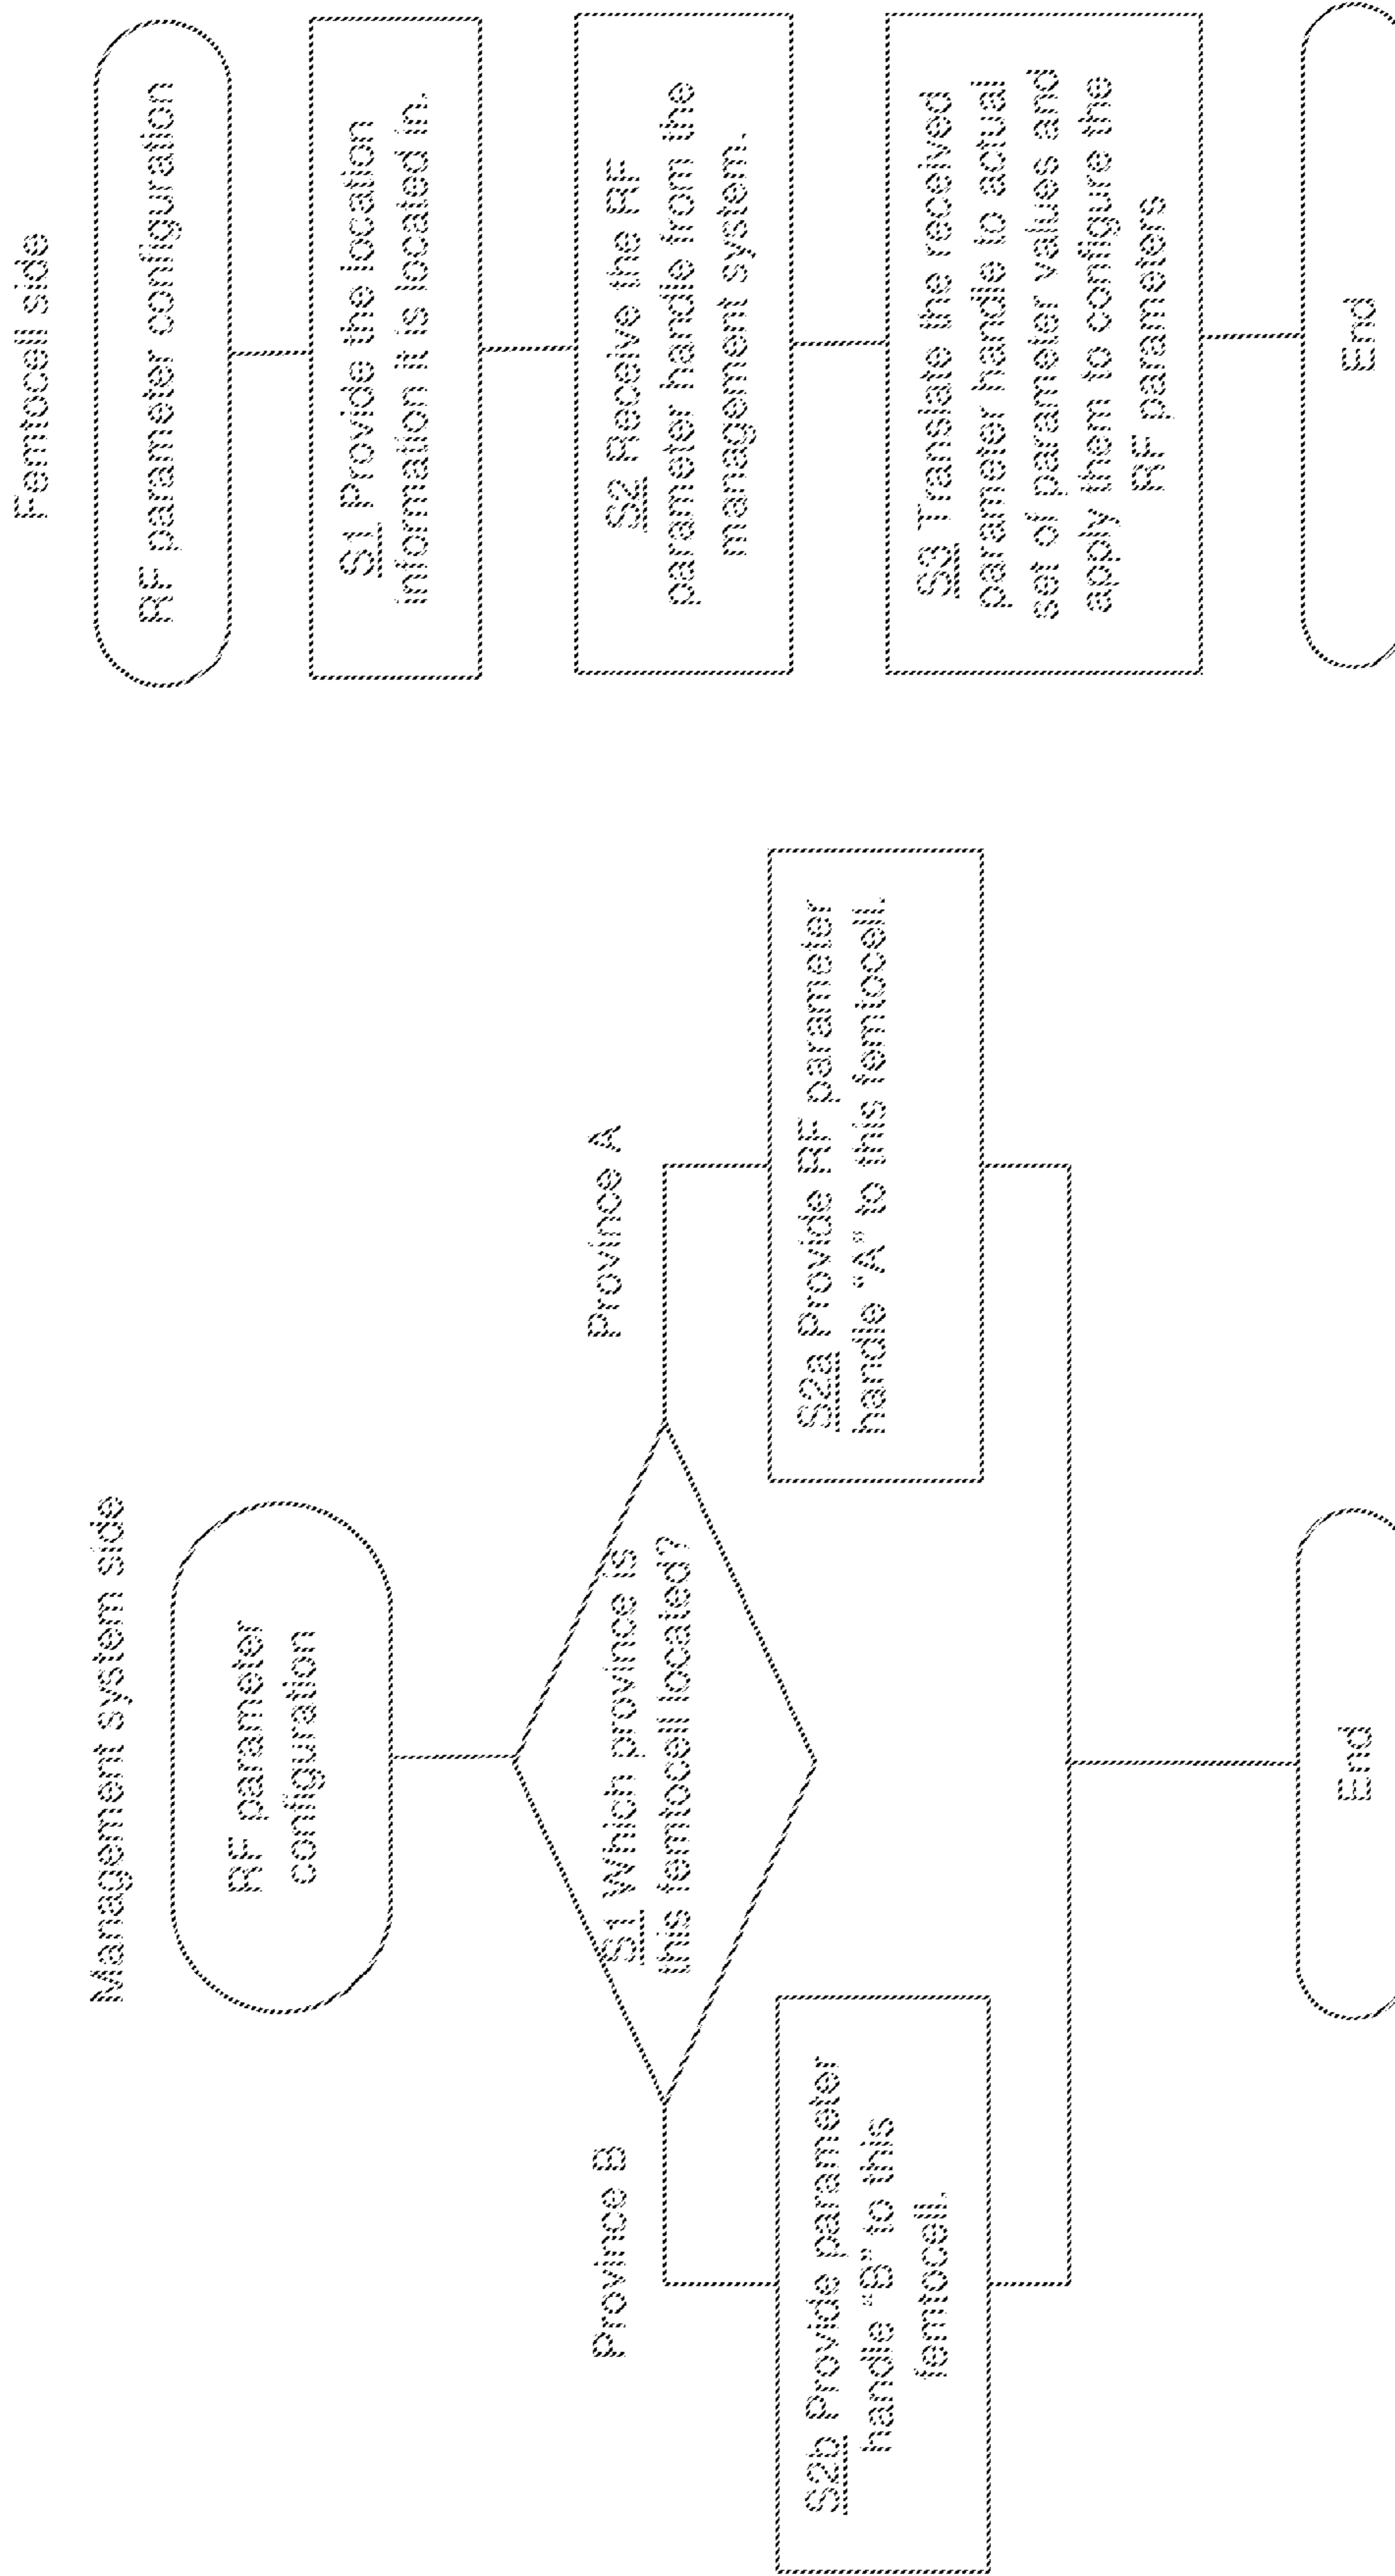 Management system side
RF parameter
configuration
S1 Which province is
this femtocell located?
Province B
Province A
S2b Provide parameter
handle "B" to this
femtocell.
S2a Provide RF parameter
handle "A" to this femtocell.
End
Femtocell side
RF parameter configuration
S1 Provide the location
information it is located in.
S2 Receive the RF
parameter handle from the
management system.
S3 Translate the received
parameter handle to actual
set of parameter values and
apply them to configure the
RF parameters
End